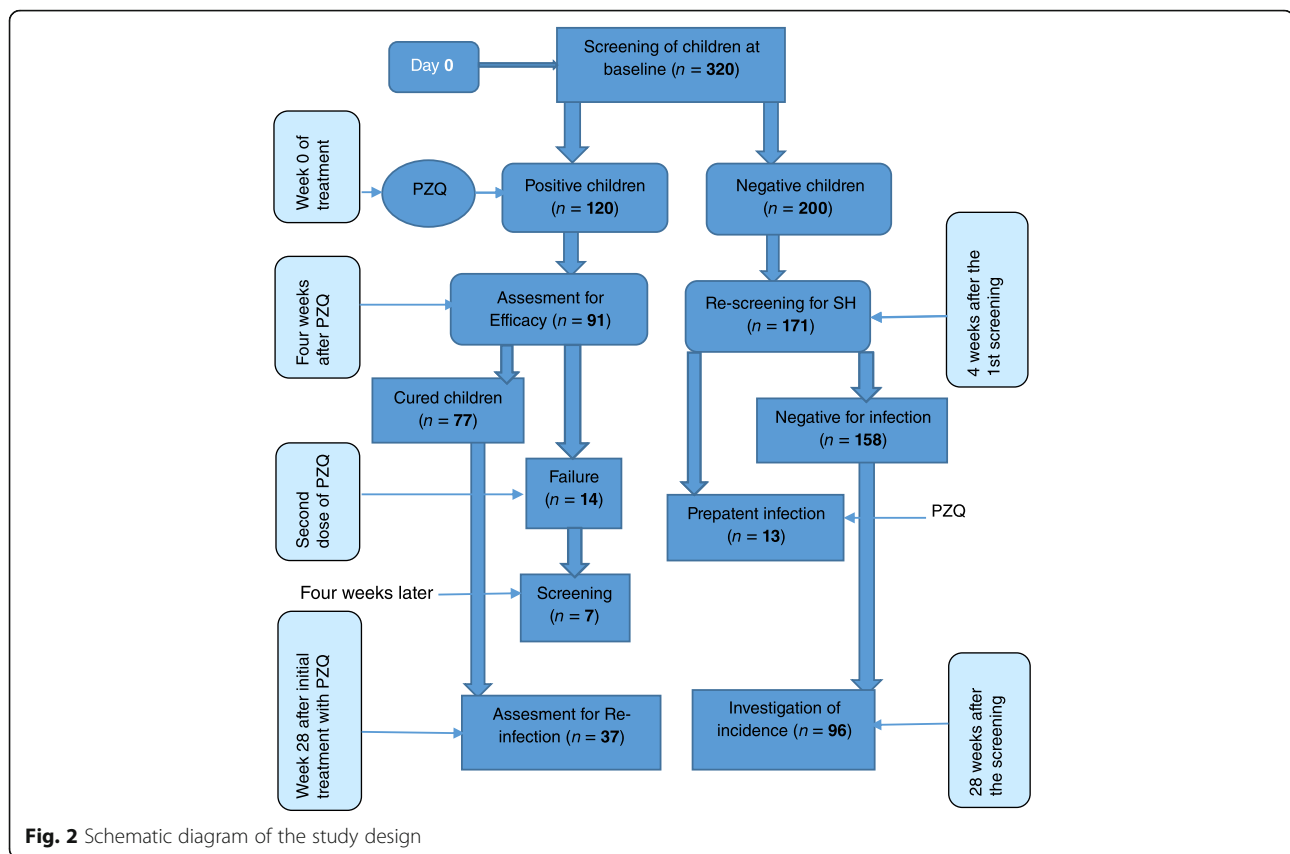 Day 0
Screening of children at
baseline (n = 320)
Week 0 of
treatment
PZQ
Positive children
(n = 120)
Negative children
(n = 200)
Four weeks
after PZQ
Assesment for
Efficacy (n = 91)
Re-screening for SH
(n = 171)
4 weeks after the
1st screening
Cured children
(n = 77)
Negative for infection
(n = 158)
Second
dose of PZQ
Failure
(n = 14)
Prepatent infection
(n = 13)
PZQ
Four weeks later
Screening
(n = 7)
Week 28 after initial
treatment with PZQ
Assesment for Re-
infection (n = 37)
Investigation of
incidence (n = 96)
28 weeks after
the screening
Fig. 2 Schematic diagram of the study design